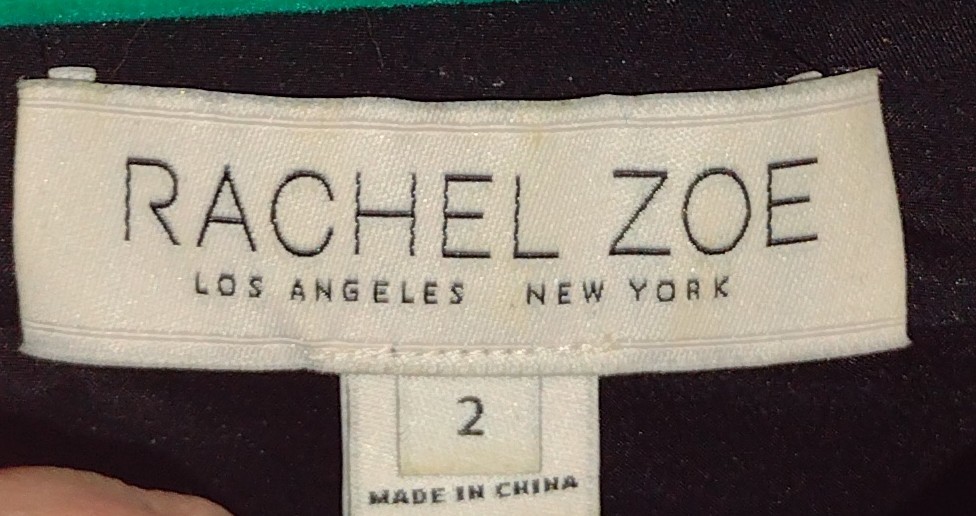 RACHEL ZOE
LOS ANGELES NEW YORK
2
MADE IN CHINA